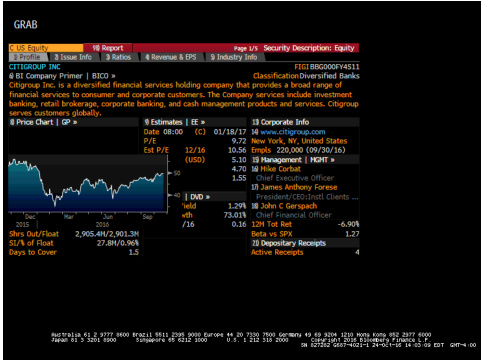 GRAB
C US Equity 99 Report Page 1/5 Security Description: Equity
1) Profile 2) Issue Info 3) Ratios 4) Revenue & EPS 5) Industry Info
CITIGROUP INC FIGI BBG000FY4S11
6) BI Company Primer | BICO » Classification Diversified Banks
Citigroup Inc. is a diversified financial services holding company that provides a broad range of
financial services to consumer and corporate customers. The Company services include investment
banking, retail brokerage, corporate banking, and cash management products and services. Citigroup
serves customers globally.
Price Chart | GP » Estimates | EE » 13) Corporate Info
Date 08:00 (C) 01/18/17 14) www.citigroup.com
P/E 9.72 New York, NY, United States
Est P/E 12/16 10.56 Empls 220,000 (09/30/16)
(USD) 5.10 15) Management | MGMT »
4.70 16) Mike Corbat
1.55 Chief Executive Officer
50 17) James Anthony Forese
President/CEO:Instl Clients ...
40 | DVD » 18) John C Gerspach
ield 1.29% Chief Financial Officer
Dec Mar Jun Sep wth 73.01% 12M Tot Ret -6.90%
2015 2016 /16 0.16 Beta vs SPX 1.27
Shrs Out/Float 2,905.4M/2,901.3M Depositary Receipts
SI/% of Float 27.8M/0.96% Active Receipts 4
Days to Cover 1.5
Australia 61 2 9777 8600 Brazil 5511 2395 9000 Europe 44 20 7330 7500 Germany 49 69 9204 1210 Hong Kong 852 2977 6000
Japan 81 3 3201 8900 Singapore 65 6212 1000 U.S. 1 212 318 2000 Copyright 2016 Bloomberg Finance L.P.
SN 827282 G687-4021-1 24-Oct-16 14:03:09 EDT GMT-4:00